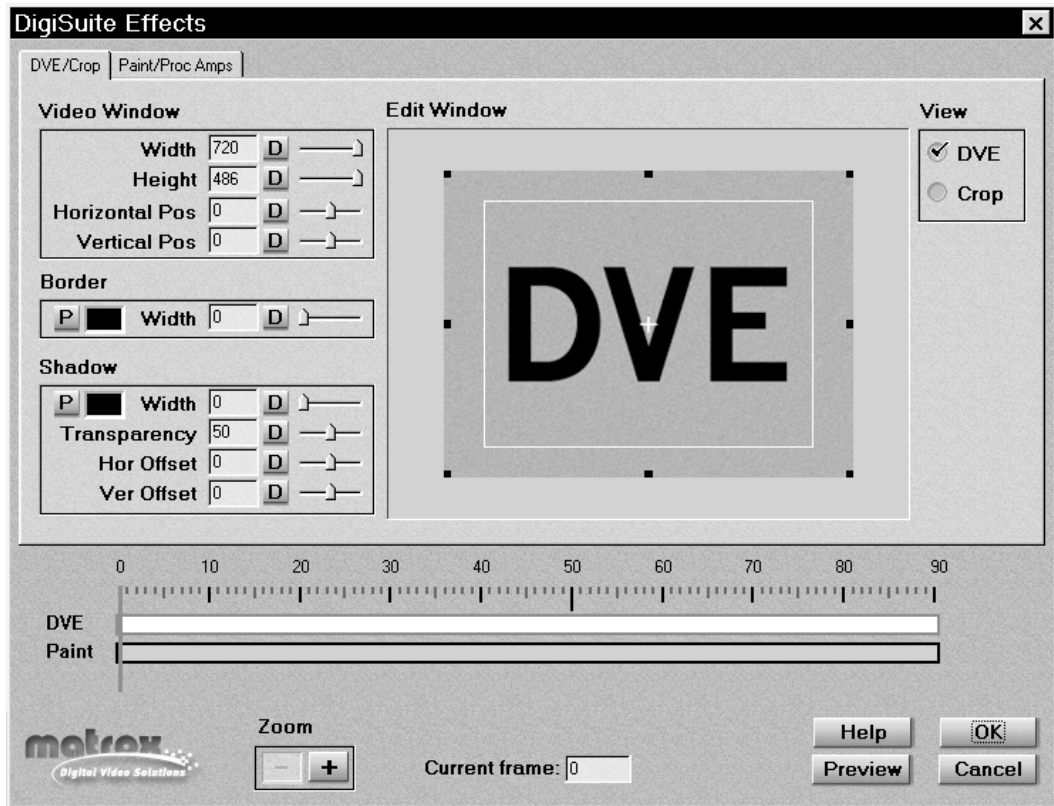 DigiSuite Effects
DVE/Crop
Paint/Proc Amps
Video Window
Width 720 D
Height 486 D
Horizontal Pos 0 D
Vertical Pos 0 D
Border
P Width 0 D
Shadow
P Width 0 D
Transparency 50 D
Hor Offset 0 D
Ver Offset 0 D
Edit Window
DVE
View
DVE
Crop
0 10 20 30 40 50 60 70 80 90
DVE
Paint
matrox
Digital Video Solutions
Zoom
- +
Current frame: 0
Help
OK
Preview
Cancel